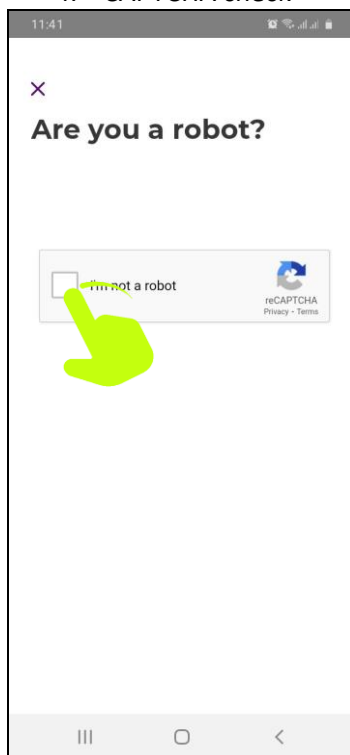 11:41
Are you a robot?
I'm not a robot
reCAPTCHA
Privacy - Terms